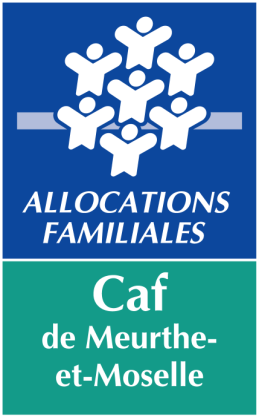 ALLOCATIONS
FAMILIALES
Caf
de Meurthe-
et-Moselle